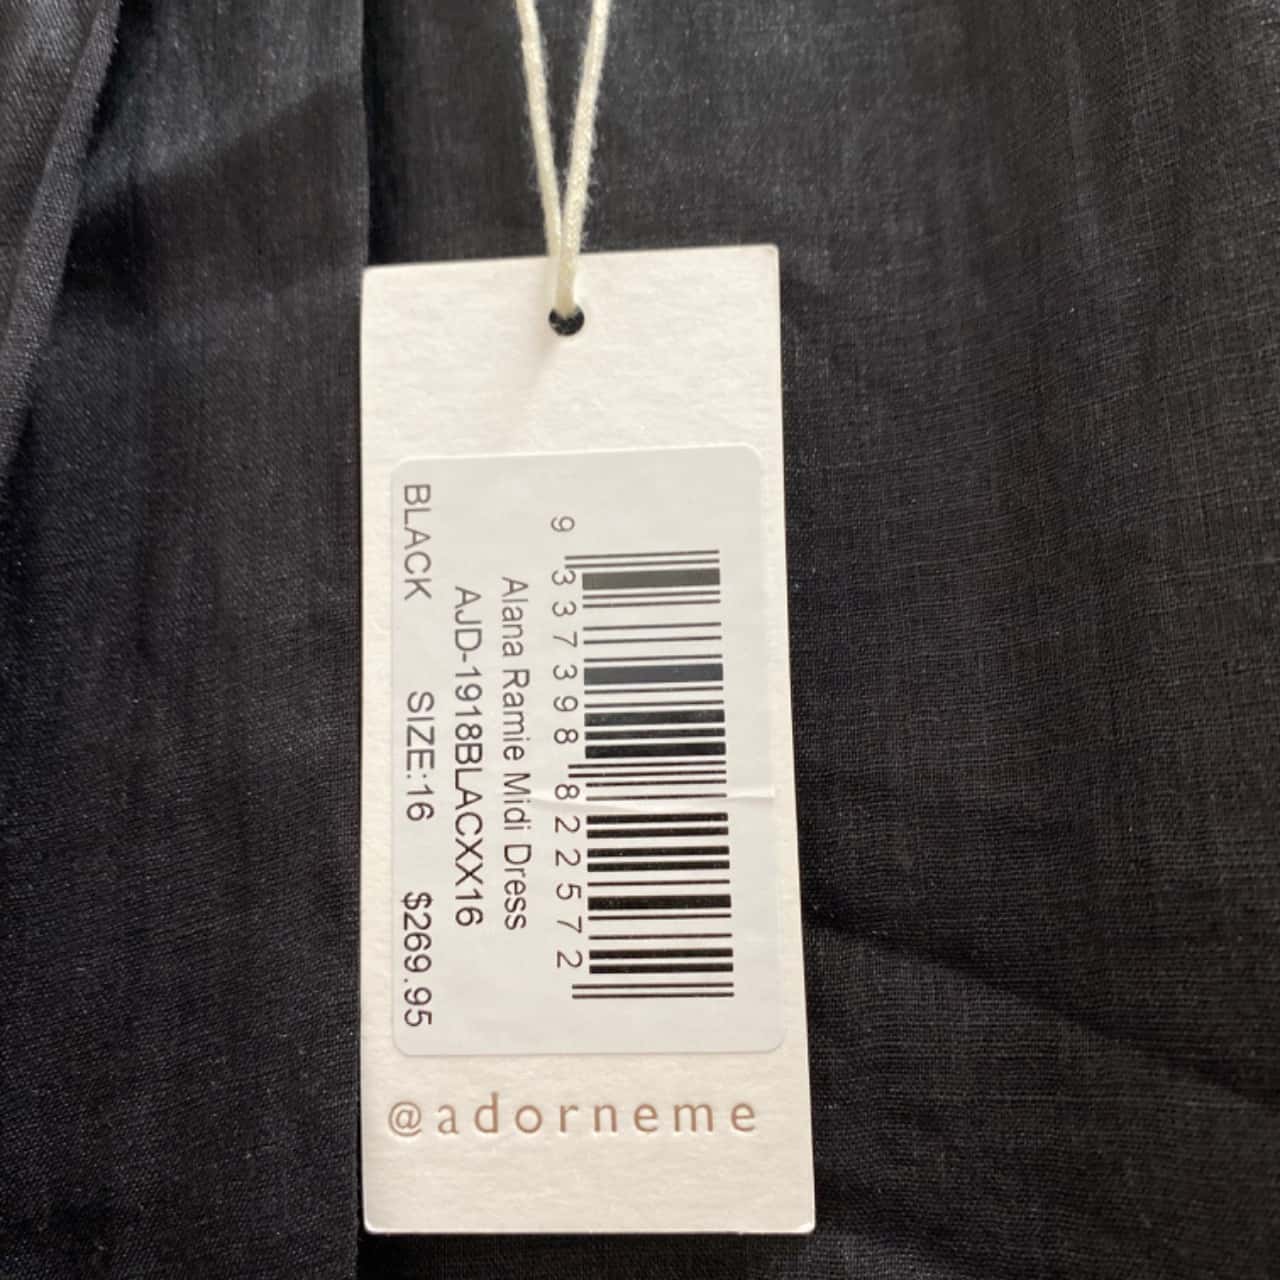 9 337398 822572
Alana Ramie Midi Dress
AJD-1918BLACXX16
BLACK SIZE:16 $269.95
@adorneme